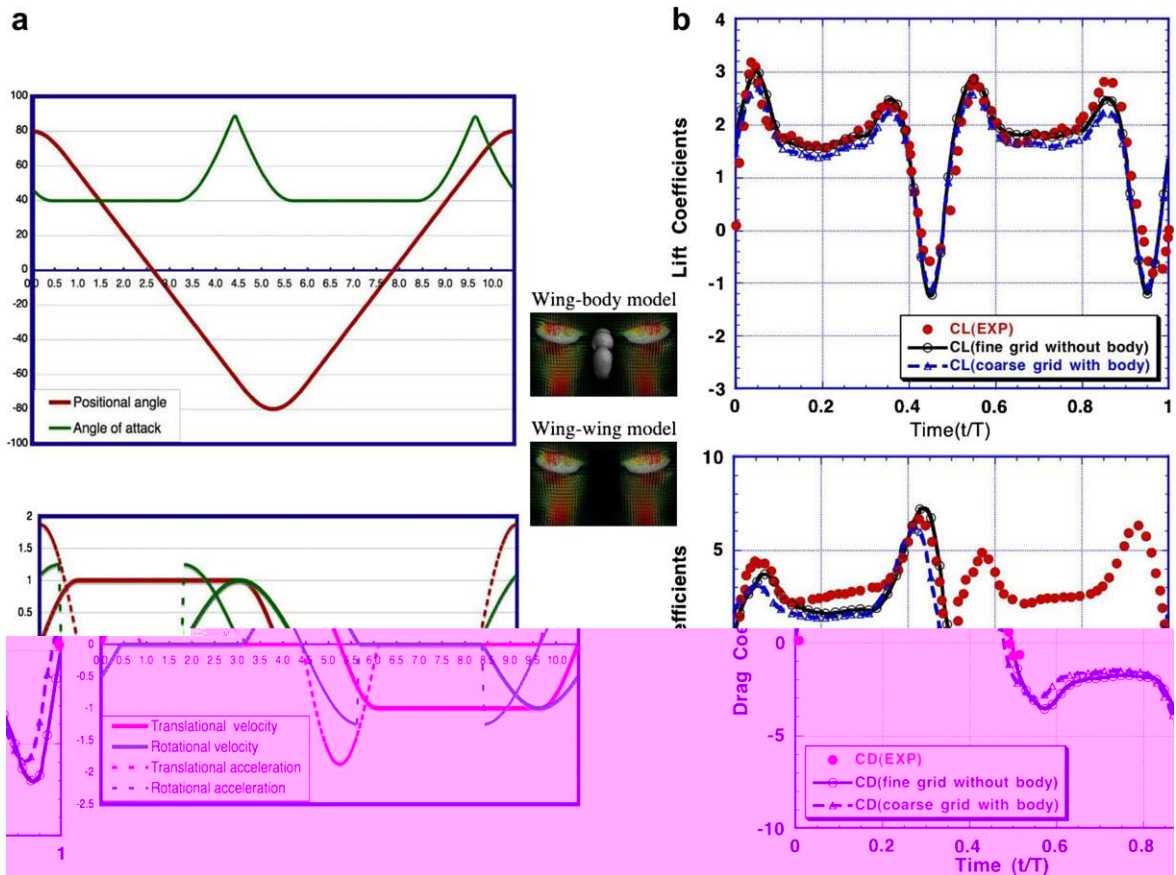 a
100
80
60
40
20
0
-20
-40
-60
-80
-100
0.0 0.5 1.0 1.5 2.0 2.5 3.0 3.5 4.0 4.5 5.0 5.5 6.0 6.5 7.0 7.5 8.0 8.5 9.0 9.5 10.0
Positional angle
Angle of attack
Wing-body model
Wing-wing model
b
4
3
2
1
0
-1
-2
-3
Lift Coefficients
CL(EXP)
CL(fine grid without body)
CL(coarse grid with body)
0 0.2 0.4 0.6 0.8 1
Time(t/T)
2
1.5
1
0.5
0
-0.5
-1
-1.5
-2
-2.5
0.0 0.5 1.0 1.5 2.0 2.5 3.0 3.5 4.0 4.5 5.0 5.5 6.0 6.5 7.0 7.5 8.0 8.5 9.0 9.5 10.0
Translational velocity
Rotational velocity
Translational acceleration
Rotational acceleration
1
10
5
0
-5
-10
efficients
Drag Coe
CD(EXP)
CD(fine grid without body)
CD(coarse grid with body)
0 0.2 0.4 0.6 0.8
Time (t/T)